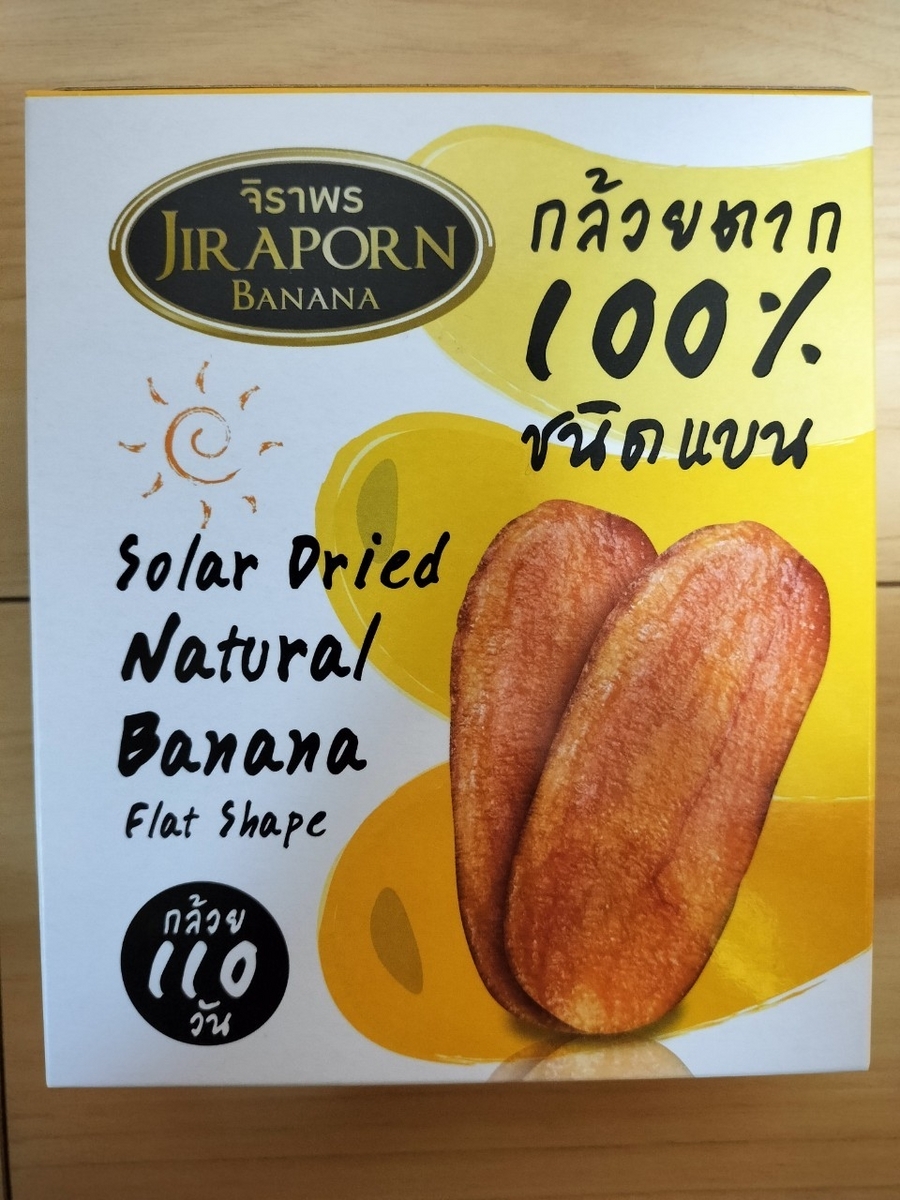 จิราพร
JIRAPORN
BANANA
กล้วยตาก
100%
ชนิดแบน
Solar Dried
Natural
Banana
Flat Shape
กล้วย
110
วัน